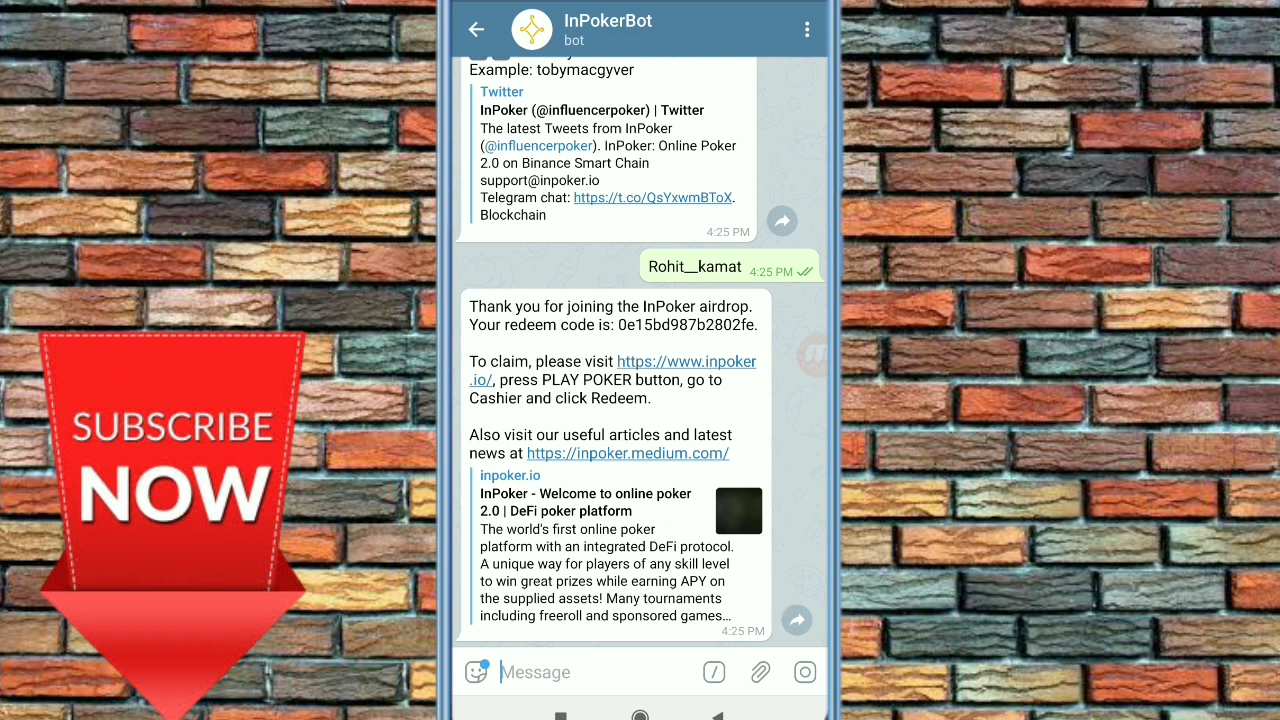 InPokerBot
bot
Example: tobymacgyver
Twitter
InPoker (@influencerpoker) | Twitter
The latest Tweets from InPoker
(@influencerpoker). InPoker: Online Poker
2.0 on Binance Smart Chain
support@inpoker.io
Telegram chat: https://t.co/QsYxwmBToX.
Blockchain
4:25 PM
Rohit__kamat 4:25 PM
Thank you for joining the InPoker airdrop.
Your redeem code is: 0e15bd987b2802fe.
To claim, please visit https://www.inpoker
.io/, press PLAY POKER button, go to
Cashier and click Redeem.
Also visit our useful articles and latest
news at https://inpoker.medium.com/
inpoker.io
InPoker - Welcome to online poker
2.0 | DeFi poker platform
The world's first online poker
platform with an integrated DeFi protocol.
A unique way for players of any skill level
to win great prizes while earning APY on
the supplied assets! Many tournaments
including freeroll and sponsored games...
4:25 PM
Message
SUBSCRIBE
NOW